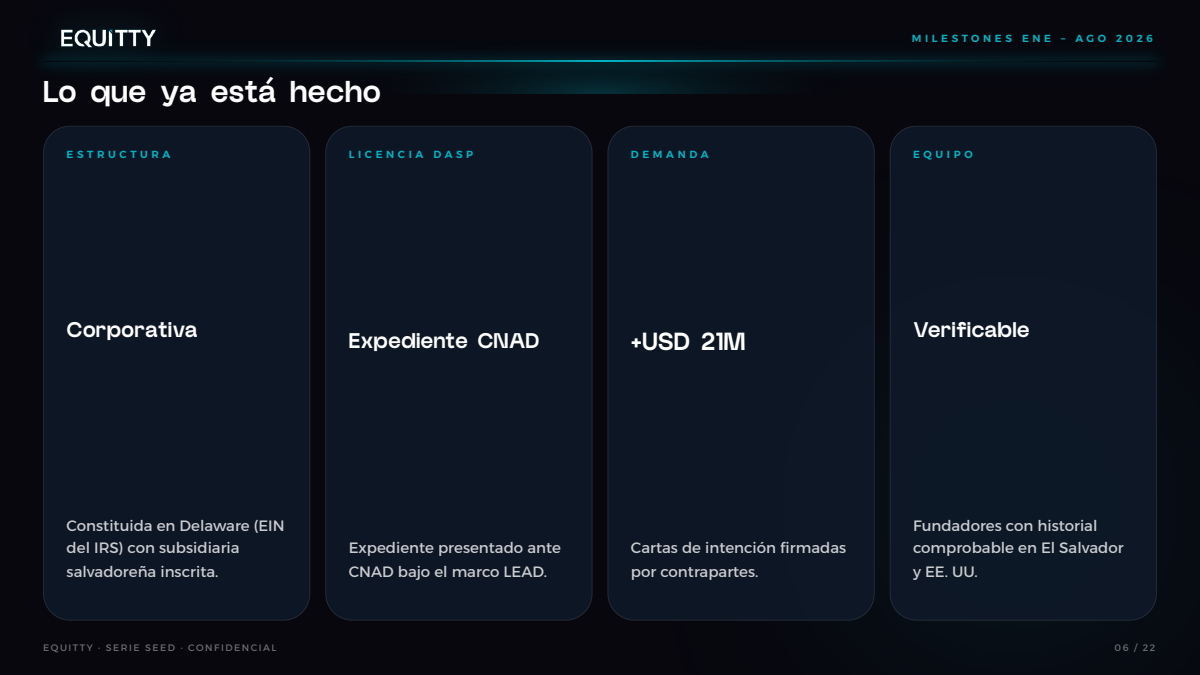 EQUITTY
MILESTONES ENE – AGO 2026
Lo que ya está hecho
ESTRUCTURA
Corporativa
Constituida en Delaware (EIN
del IRS) con subsidiaria
salvadoreña inscrita.
LICENCIA DASP
Expediente CNAD
Expediente presentado ante
CNAD bajo el marco LEAD.
DEMANDA
+USD 21M
Cartas de intención firmadas
por contrapartes.
EQUIPO
Verificable
Fundadores con historial
comprobable en El Salvador
y EE. UU.
EQUITTY · SERIE SEED · CONFIDENCIAL
06 / 22